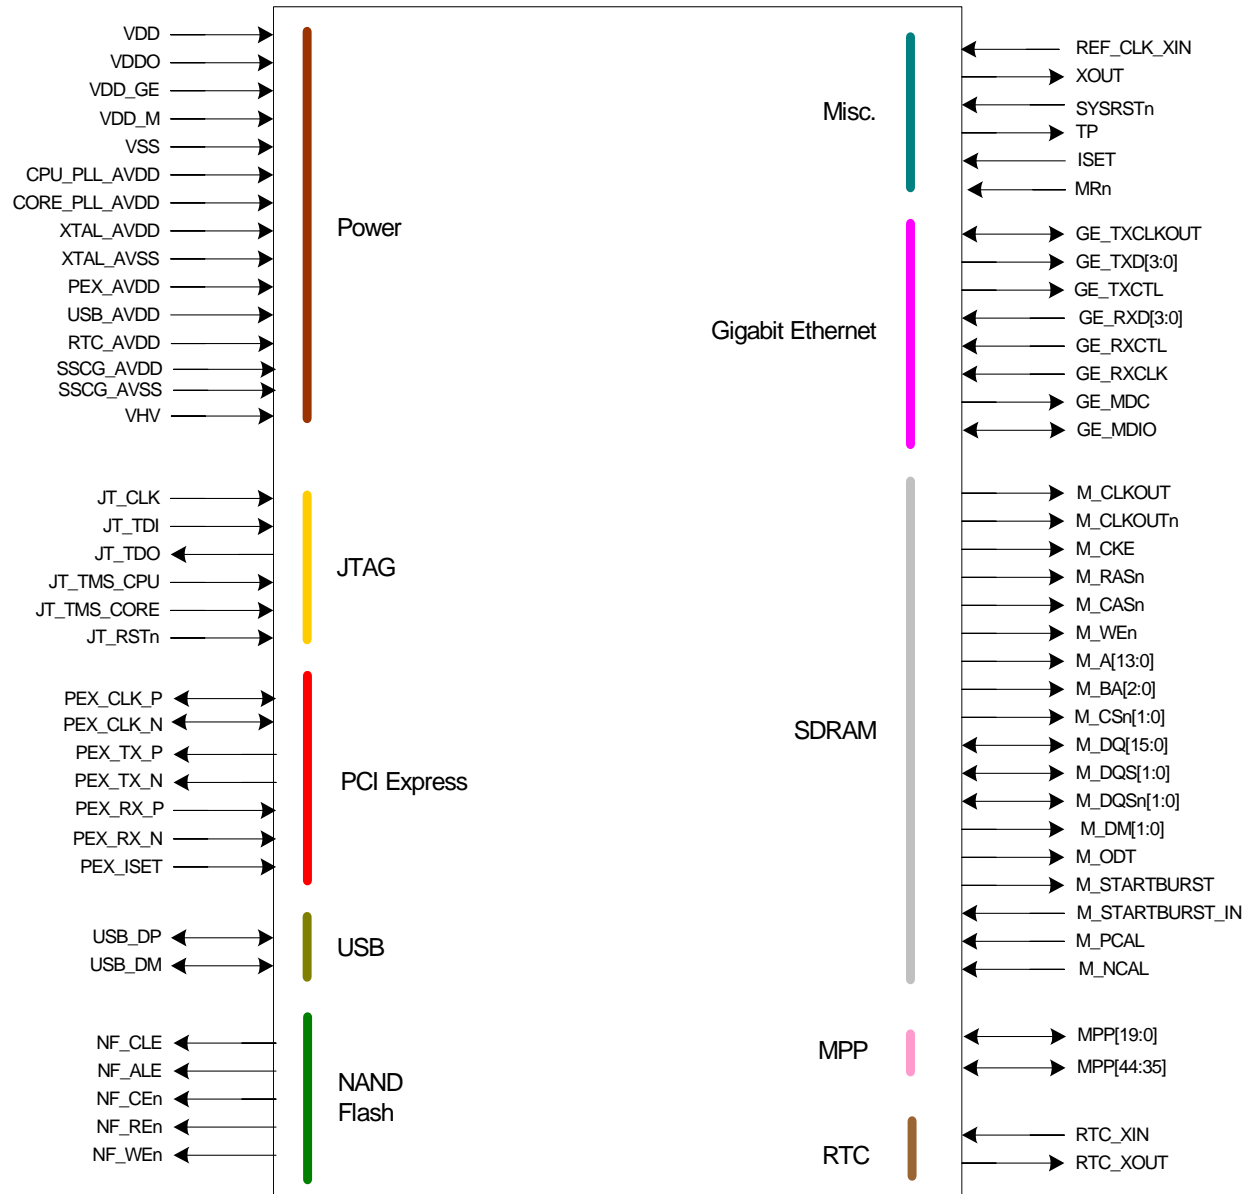 VDD
VDDO
VDD_GE
VDD_M
VSS
CPU_PLL_AVDD
CORE_PLL_AVDD
XTAL_AVDD
XTAL_AVSS
PEX_AVDD
USB_AVDD
RTC_AVDD
SSCG_AVDD
SSCG_AVSS
VHV
Power
JT_CLK
JT_TDI
JT_TDO
JT_TMS_CPU
JT_TMS_CORE
JT_RSTn
JTAG
PEX_CLK_P
PEX_CLK_N
PEX_TX_P
PEX_TX_N
PEX_RX_P
PEX_RX_N
PEX_ISET
PCI Express
USB_DP
USB_DM
USB
NF_CLE
NF_ALE
NF_CEn
NF_REn
NF_WEn
NAND
Flash
Misc.
REF_CLK_XIN
XOUT
SYSRSTn
TP
ISET
MRn
Gigabit Ethernet
GE_TXCLKOUT
GE_TXD[3:0]
GE_TXCTL
GE_RXD[3:0]
GE_RXCTL
GE_RXCLK
GE_MDC
GE_MDIO
SDRAM
M_CLKOUT
M_CLKOUTn
M_CKE
M_RASn
M_CASn
M_WEn
M_A[13:0]
M_BA[2:0]
M_CSn[1:0]
M_DQ[15:0]
M_DQS[1:0]
M_DQSn[1:0]
M_DM[1:0]
M_ODT
M_STARTBURST
M_STARTBURST_IN
M_PCAL
M_NCAL
MPP
MPP[19:0]
MPP[44:35]
RTC
RTC_XIN
RTC_XOUT